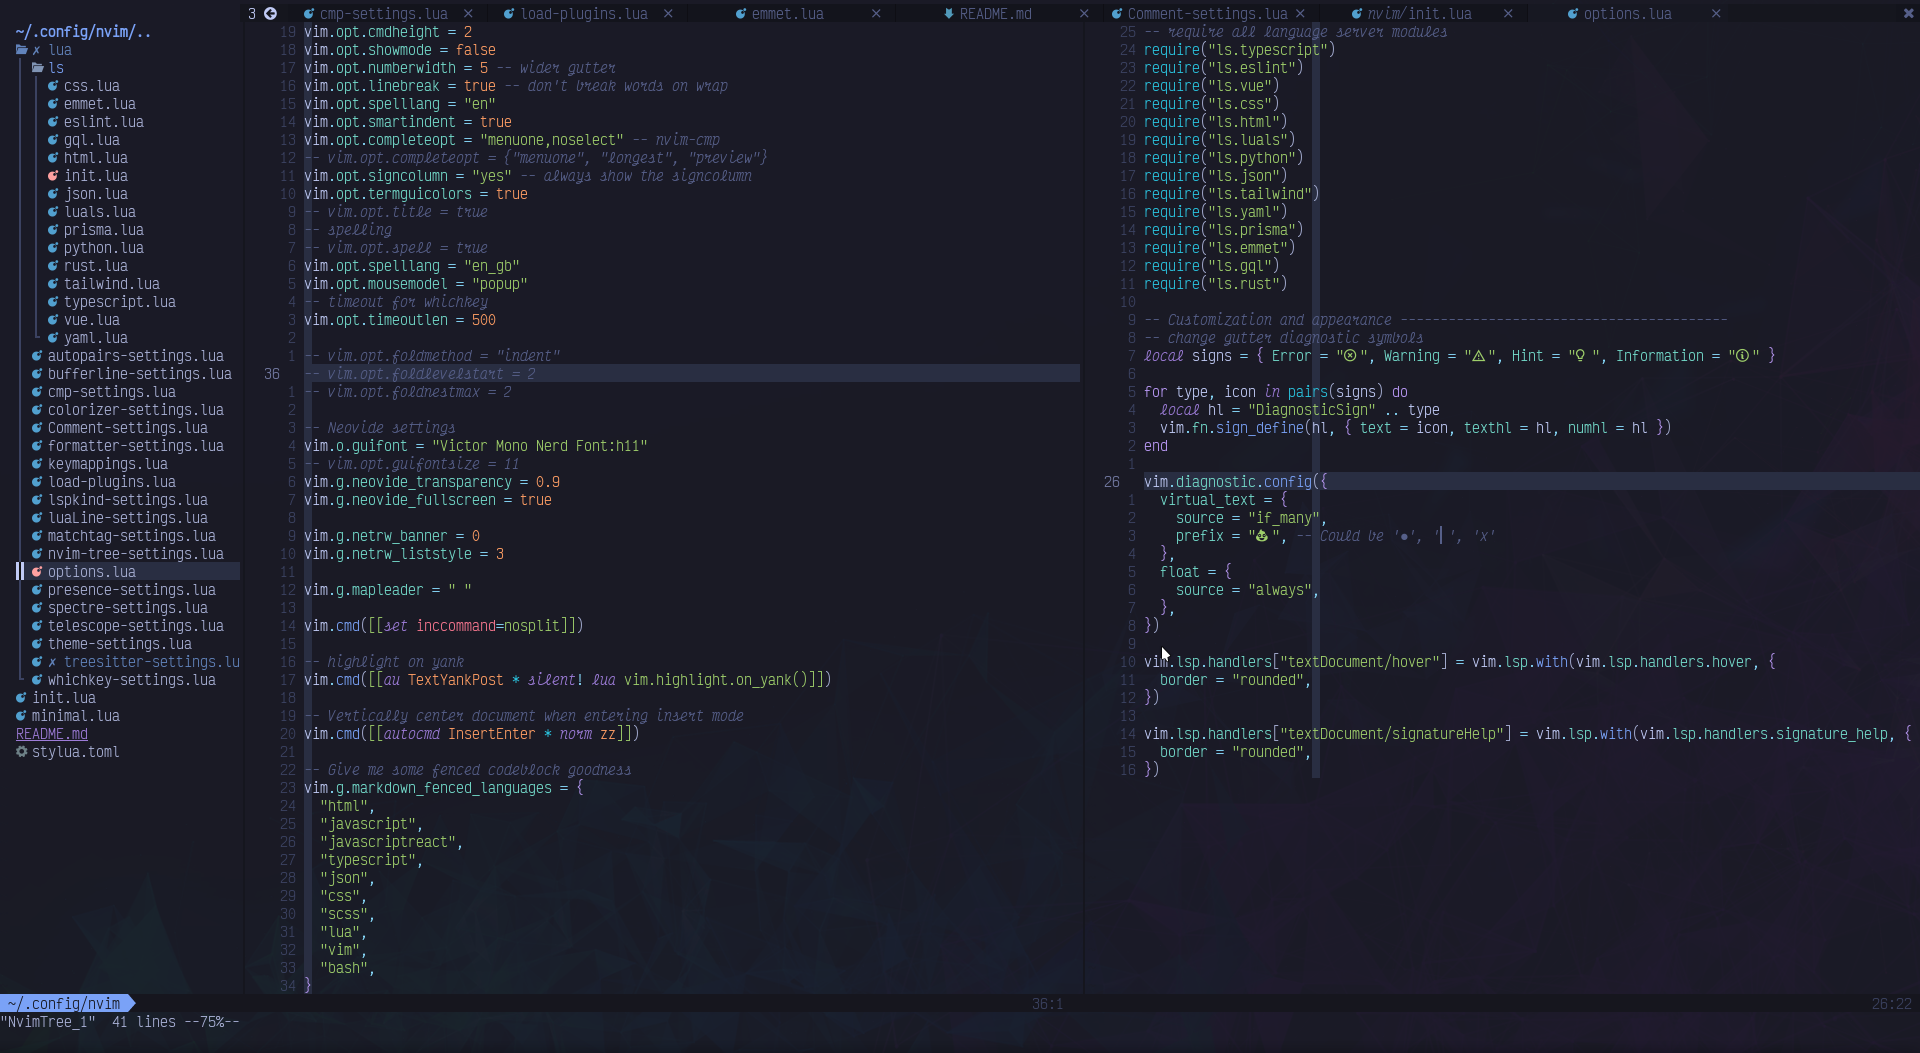 3 cmp-settings.lua load-plugins.lua emmet.lua README.md Comment-settings.lua nvim/init.lua options.lua
~/.config/nvim/..
lua
ls
css.lua
emmet.lua
eslint.lua
gql.lua
html.lua
init.lua
json.lua
luals.lua
prisma.lua
python.lua
rust.lua
tailwind.lua
typescript.lua
vue.lua
yaml.lua
autopairs-settings.lua
bufferline-settings.lua
cmp-settings.lua
colorizer-settings.lua
Comment-settings.lua
formatter-settings.lua
keymappings.lua
load-plugins.lua
lspkind-settings.lua
luaLine-settings.lua
matchtag-settings.lua
nvim-tree-settings.lua
options.lua
presence-settings.lua
spectre-settings.lua
telescope-settings.lua
theme-settings.lua
treesitter-settings.lu
whichkey-settings.lua
init.lua
minimal.lua
README.md
stylua.toml
19 vim.opt.cmdheight = 2
18 vim.opt.showmode = false
17 vim.opt.numberwidth = 5 -- wider gutter
16 vim.opt.linebreak = true -- don't break words on wrap
15 vim.opt.spelllang = "en"
14 vim.opt.smartindent = true
13 vim.opt.completeopt = "menuone,noselect" -- nvim-cmp
12 -- vim.opt.completeopt = {"menuone", "longest", "preview"}
11 vim.opt.signcolumn = "yes" -- always show the signcolumn
10 vim.opt.termguicolors = true
9 -- vim.opt.title = true
8 -- spelling
7 -- vim.opt.spell = true
6 vim.opt.spelllang = "en_gb"
5 vim.opt.mousemodel = "popup"
4 -- timeout for whichkey
3 vim.opt.timeoutlen = 500
2
1 -- vim.opt.foldmethod = "indent"
36 -- vim.opt.foldlevelstart = 2
1 -- vim.opt.foldnestmax = 2
2
3 -- Neovide settings
4 vim.o.guifont = "Victor Mono Nerd Font:h11"
5 -- vim.opt.guifontsize = 11
6 vim.g.neovide_transparency = 0.9
7 vim.g.neovide_fullscreen = true
8
9 vim.g.netrw_banner = 0
10 vim.g.netrw_liststyle = 3
11
12 vim.g.mapleader = " "
13
14 vim.cmd([[set inccommand=nosplit]])
15
16 -- highlight on yank
17 vim.cmd([[au TextYankPost * silent! lua vim.highlight.on_yank()]])
18
19 -- Vertically center document when entering insert mode
20 vim.cmd([[autocmd InsertEnter * norm zz]])
21
22 -- Give me some fenced codeblock goodness
23 vim.g.markdown_fenced_languages = {
24 "html",
25 "javascript",
26 "javascriptreact",
27 "typescript",
28 "json",
29 "css",
30 "scss",
31 "lua",
32 "vim",
33 "bash",
34 }
25 -- require all language server modules
24 require("ls.typescript")
23 require("ls.eslint")
22 require("ls.vue")
21 require("ls.css")
20 require("ls.html")
19 require("ls.luals")
18 require("ls.python")
17 require("ls.json")
16 require("ls.tailwind")
15 require("ls.yaml")
14 require("ls.prisma")
13 require("ls.emmet")
12 require("ls.gql")
11 require("ls.rust")
10
9 -- Customization and appearance -----------------------------------------
8 -- change gutter diagnostic symbols
7 local signs = { Error = " ", Warning = " ", Hint = " ", Information = " " }
6
5 for type, icon in pairs(signs) do
4 local hl = "DiagnosticSign" .. type
3 vim.fn.sign_define(hl, { text = icon, texthl = hl, numhl = hl })
2 end
1
26 vim.diagnostic.config({
1 virtual_text = {
2 source = "if_many",
3 prefix = " ", -- Could be '●', '▎', 'x'
4 },
5 float = {
6 source = "always",
7 },
8 })
9
10 vim.lsp.handlers["textDocument/hover"] = vim.lsp.with(vim.lsp.handlers.hover, {
11 border = "rounded",
12 })
13
14 vim.lsp.handlers["textDocument/signatureHelp"] = vim.lsp.with(vim.lsp.handlers.signature_help, {
15 border = "rounded",
16 })
~/.config/nvim 36:1 26:22
"NvimTree_1" 41 lines --75%--